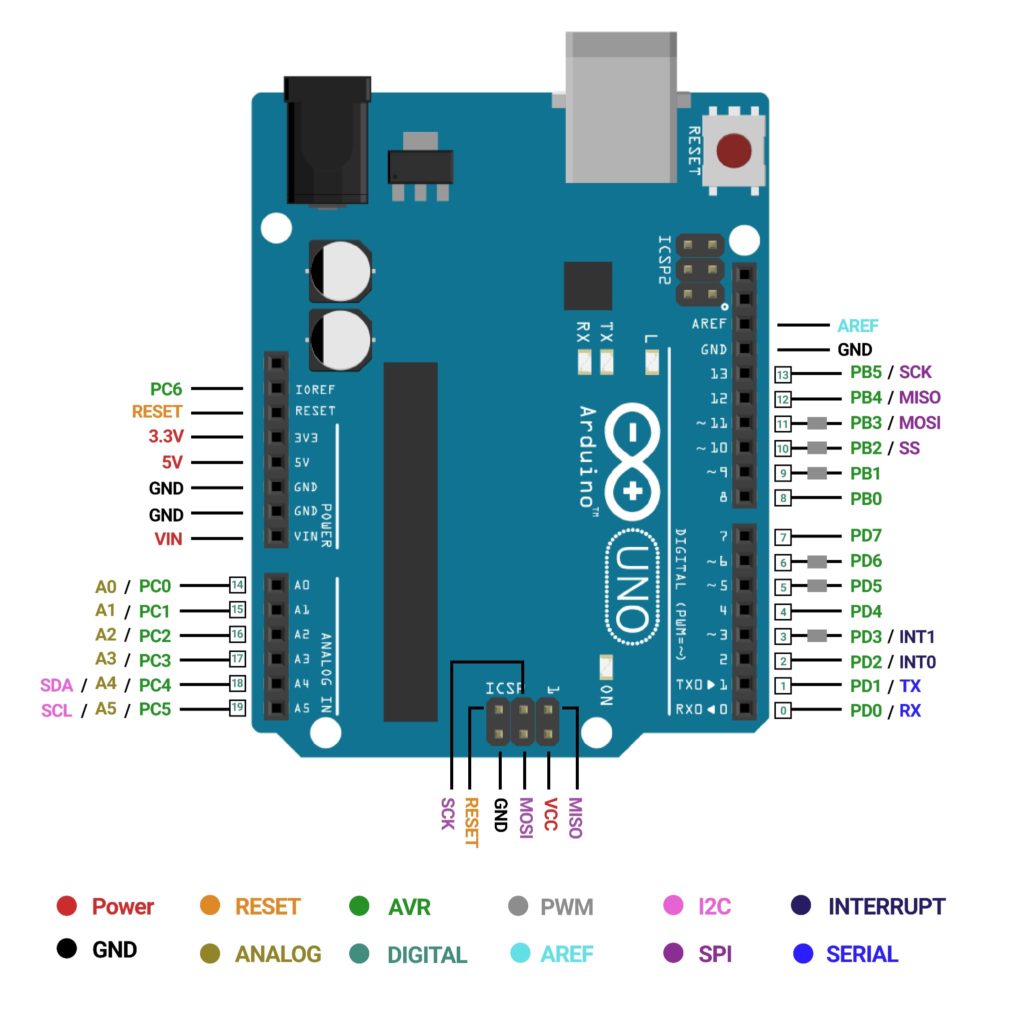 RESET
ICSP2
RX
TX
L
AREF
AREF
GND
GND
13
13
PB5 / SCK
12
12
PB4 / MISO
~11
11
PB3 / MOSI
~10
10
PB2 / SS
~9
9
PB1
8
8
PB0
PC6
IOREF
RESET
RESET
3.3V
3V3
5V
5V
GND
GND
GND
GND
VIN
VIN
POWER
Arduino™
UNO
DIGITAL (PWM=~)
7
7
PD7
~6
6
PD6
~5
5
PD5
4
4
PD4
~3
3
PD3 / INT1
2
2
PD2 / INT0
TX0▶1
1
PD1 / TX
RX0◀0
0
PD0 / RX
A0 / PC0
14
A0
A1 / PC1
15
A1
A2 / PC2
16
A2
A3 / PC3
17
A3
SDA / A4 / PC4
18
A4
SCL / A5 / PC5
19
A5
ANALOG IN
ON
ICSP
1
SCK
RESET
GND
MOSI
VCC
MISO
Power
RESET
AVR
PWM
I2C
INTERRUPT
GND
ANALOG
DIGITAL
AREF
SPI
SERIAL